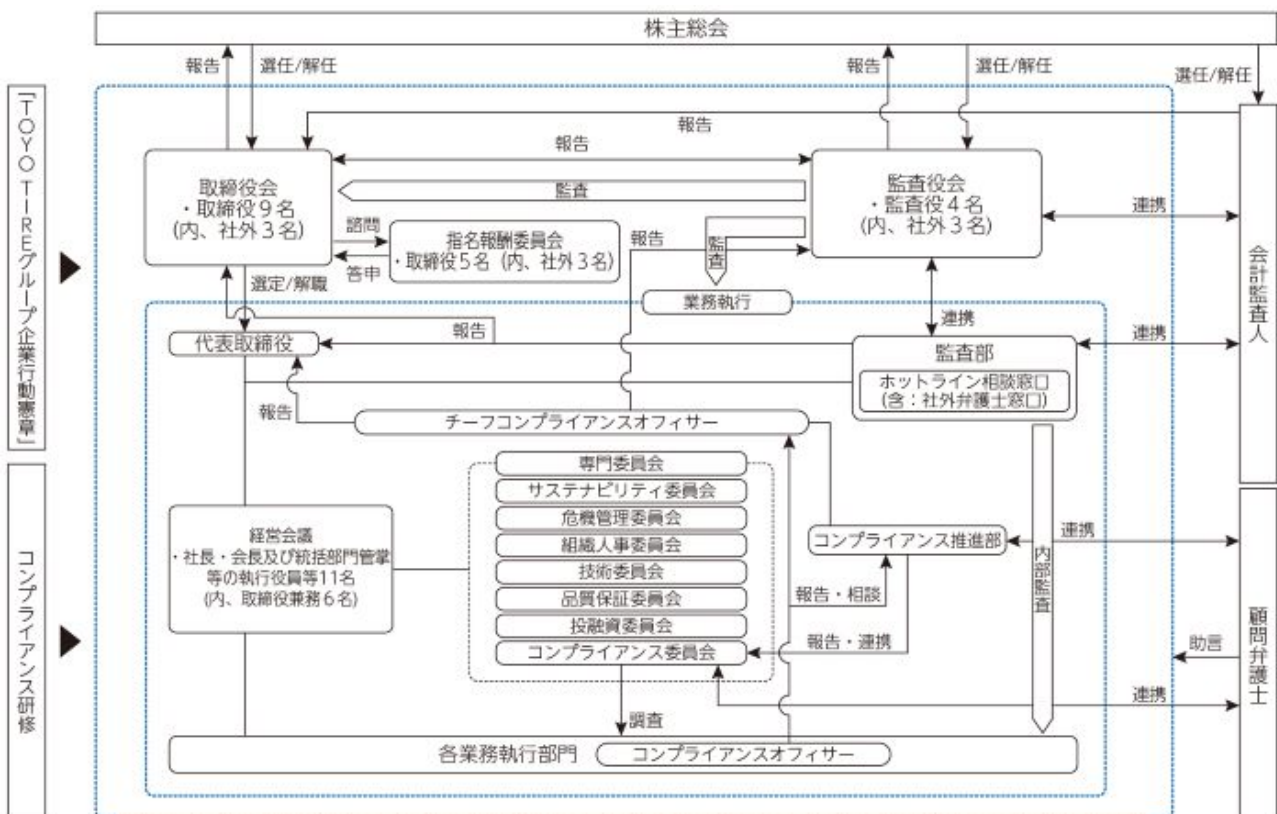 株主総会
報告
選任/解任
報告
選任/解任
選任/解任
「TOYO TIREグループ企業行動憲章」
コンプライアンス研修
報告
報告
監査
取締役会
・取締役9名
(内、社外3名)
監査役会
・監査役4名
(内、社外3名)
連携
諮問
答申
指名報酬委員会
・取締役5名 (内、社外3名)
報告
監査
選定/解職
業務執行
連携
会計監査人
代表取締役
報告
監査部
ホットライン相談窓口
(含：社外弁護士窓口)
連携
報告
チーフコンプライアンスオフィサー
専門委員会
サステナビリティ委員会
危機管理委員会
組織人事委員会
技術委員会
品質保証委員会
投融資委員会
コンプライアンス委員会
経営会議
・社長・会長及び統括部門管掌
等の執行役員等11名
(内、取締役兼務6名)
コンプライアンス推進部
連携
内部監査
報告・相談
報告・連携
助言
顧問弁護士
連携
調査
各業務執行部門
コンプライアンスオフィサー